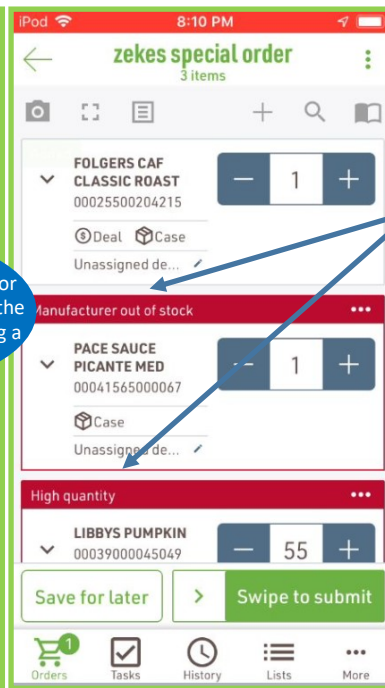 iPod 8:10 PM
zekes special order
3 items
FOLGERS CAF
CLASSIC ROAST
00025500204215
1
Deal Case
Unassigned de...
or
the
g a
Manufacturer out of stock
PACE SAUCE
PICANTE MED
00041565000067
1
Case
Unassigned de...
High quantity
LIBBYS PUMPKIN
00039000045049
55
Save for later
Swipe to submit
1
Orders Tasks History Lists More